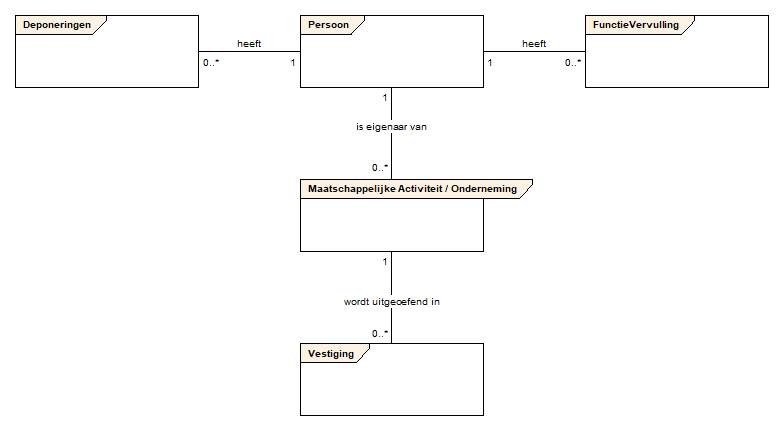 Deponeringen
Persoon
FunctieVervulling
heeft
heeft
0..*
1
1
0..*
1
is eigenaar van
0..*
Maatschappelijke Activiteit / Onderneming
1
wordt uitgeoefend in
0..*
Vestiging